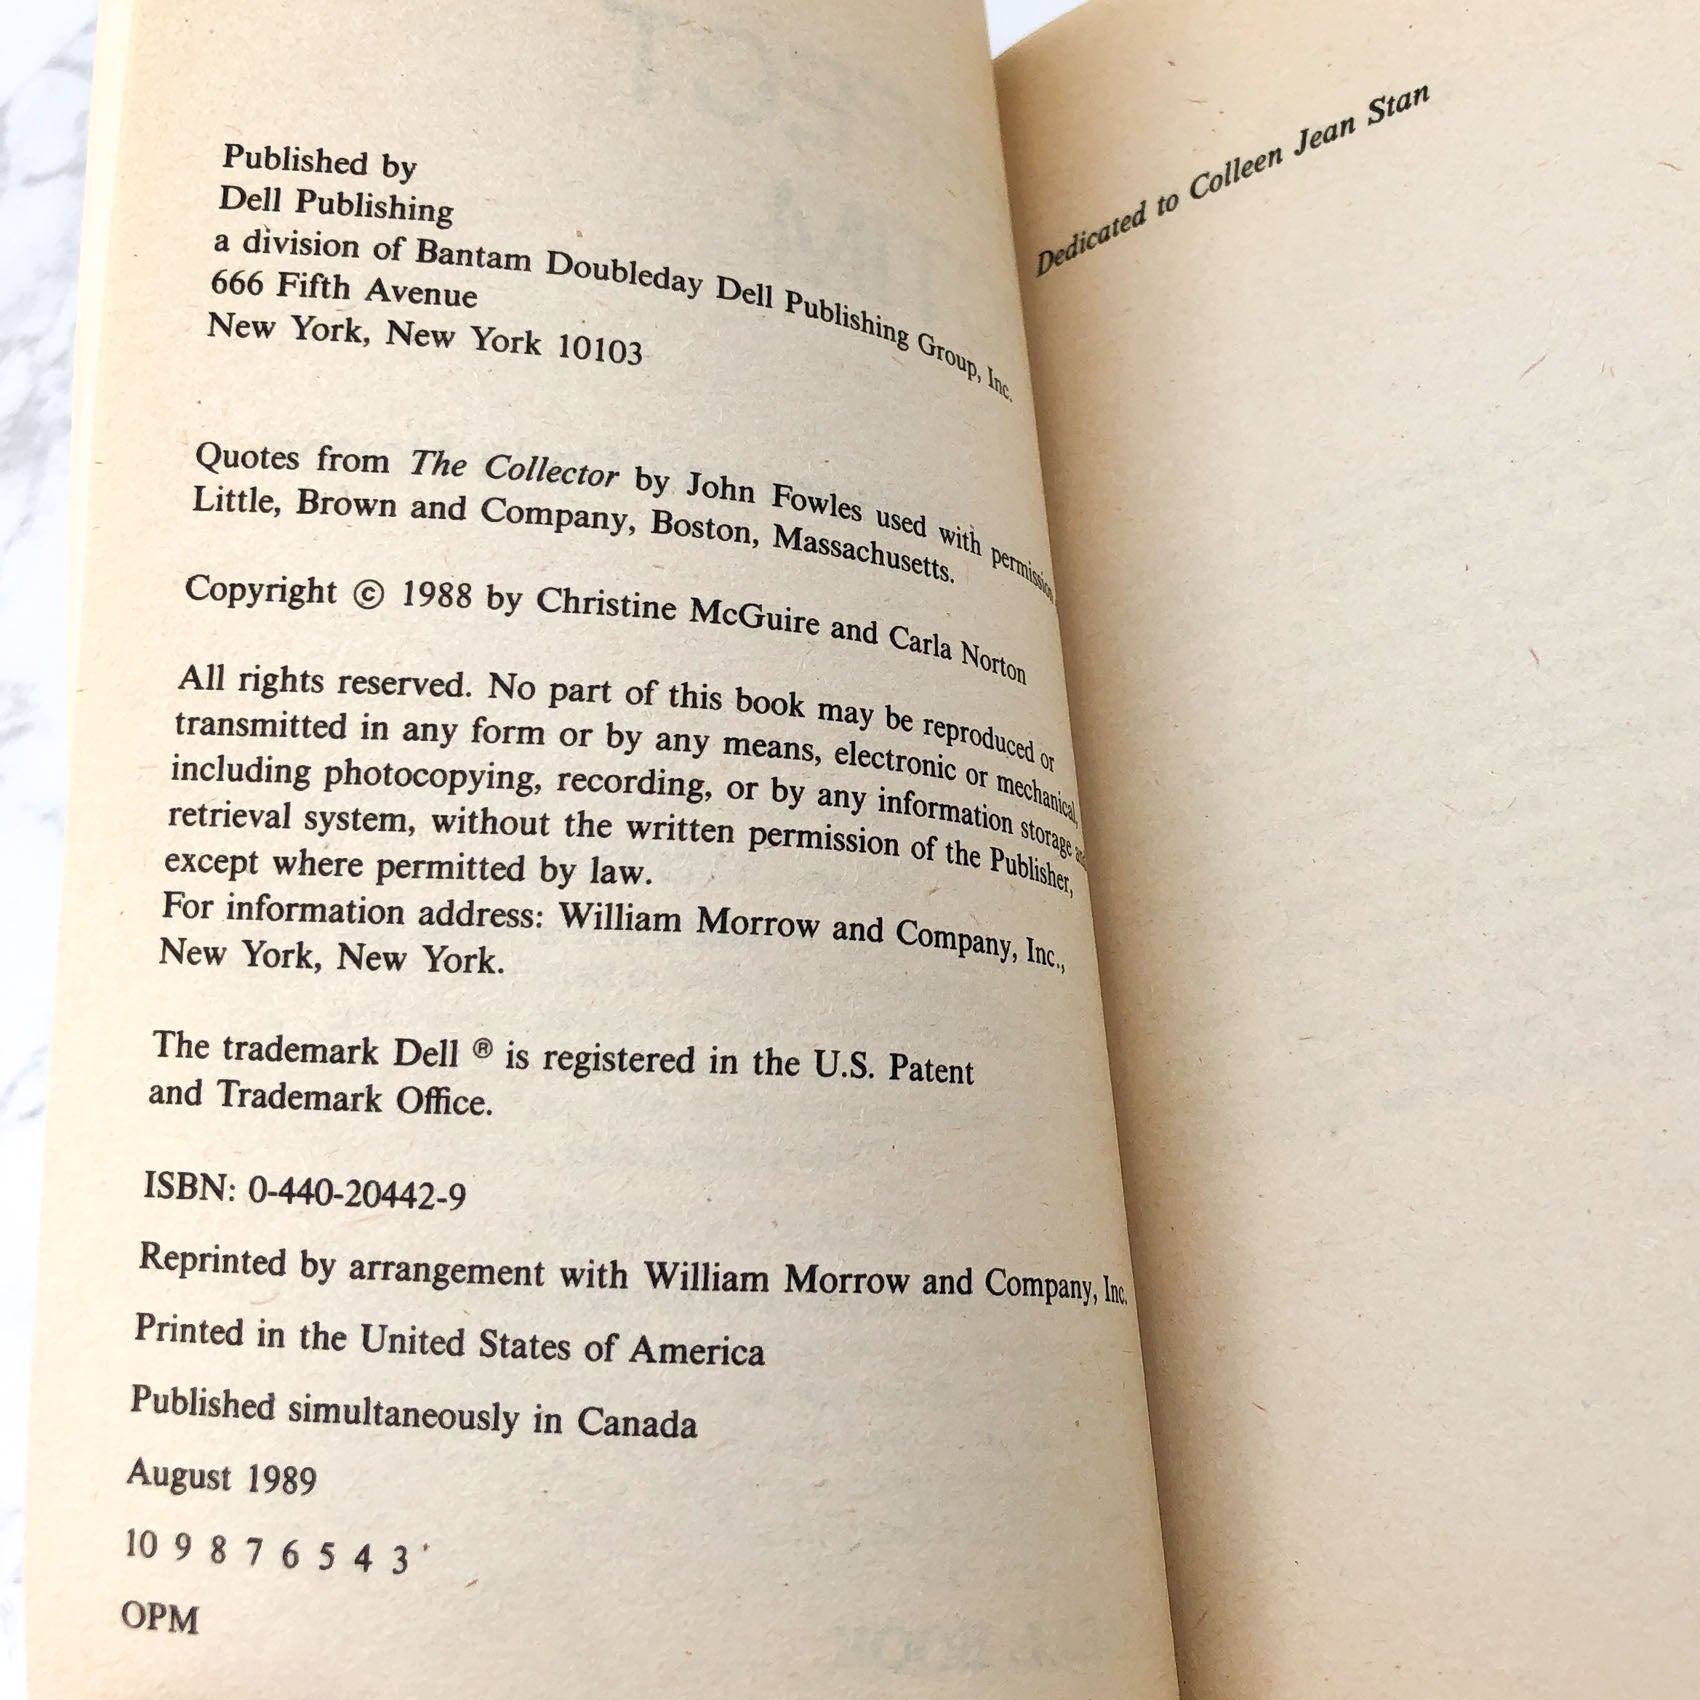 Published by
Dell Publishing
a division of Bantam Doubleday Dell Publishing Group, Inc.
666 Fifth Avenue
New York, New York 10103
Quotes from The Collector by John Fowles used with permission
Little, Brown and Company, Boston, Massachusetts.
Copyright © 1988 by Christine McGuire and Carla Norton
All rights reserved. No part of this book may be reproduced or
transmitted in any form or by any means, electronic or mechanical,
including photocopying, recording, or by any information storage
retrieval system, without the written permission of the Publisher,
except where permitted by law.
For information address: William Morrow and Company, Inc.,
New York, New York.
The trademark Dell ® is registered in the U.S. Patent
and Trademark Office.
ISBN: 0-440-20442-9
Reprinted by arrangement with William Morrow and Company, Inc.
Printed in the United States of America
Published simultaneously in Canada
August 1989
10 9 8 7 6 5 4 3
OPM
Dedicated to Colleen Jean Stan